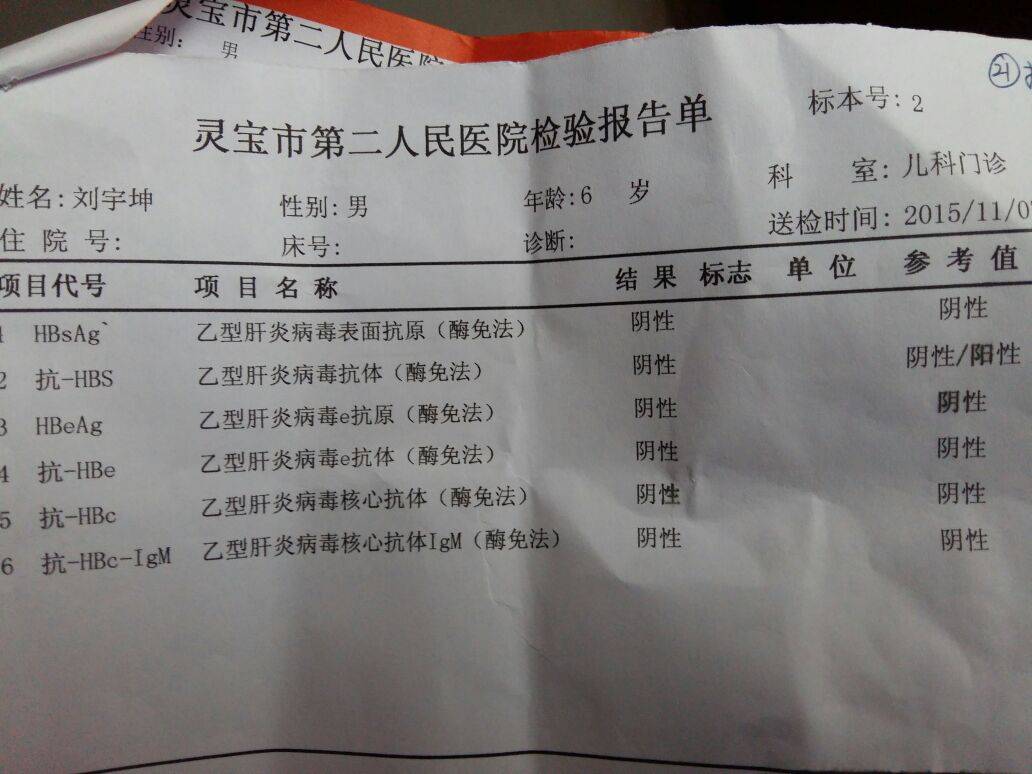 灵宝市第二人民医院
性别： 男
21
标本号：2
灵宝市第二人民医院检验报告单
姓名：刘宇坤 性别：男 年龄：6 岁 科 室：儿科门诊
住 院 号： 床号： 诊断： 送检时间：2015/11/0
项目代号 项 目 名 称 结 果 标志 单 位 参 考 值
1 HBsAg` 乙型肝炎病毒表面抗原（酶免法） 阴性 阴性
2 抗-HBS 乙型肝炎病毒抗体（酶免法） 阴性 阴性/阳性
3 HBeAg 乙型肝炎病毒e抗原（酶免法） 阴性 阴性
4 抗-HBe 乙型肝炎病毒e抗体（酶免法） 阴性 阴性
5 抗-HBc 乙型肝炎病毒核心抗体（酶免法） 阴性 阴性
6 抗-HBc-IgM 乙型肝炎病毒核心抗体IgM（酶免法） 阴性 阴性